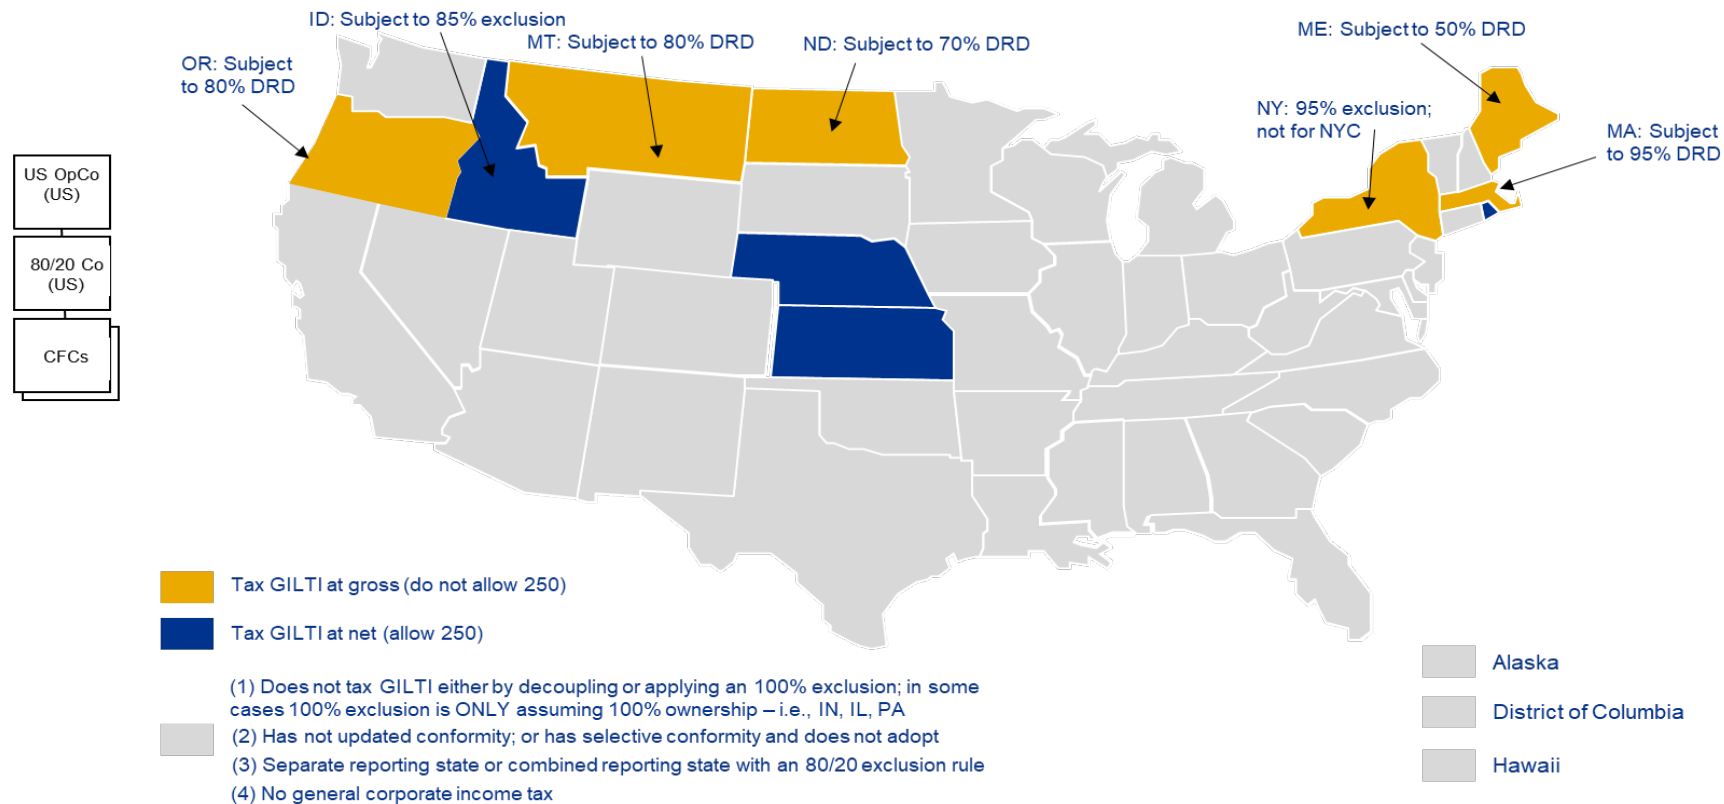 ID: Subject to 85% exclusion
MT: Subject to 80% DRD
ND: Subject to 70% DRD
ME: Subject to 50% DRD
OR: Subject
to 80% DRD
NY: 95% exclusion;
not for NYC
MA: Subject
to 95% DRD
US OpCo
(US)
80/20 Co
(US)
CFCs
Tax GILTI at gross (do not allow 250)
Tax GILTI at net (allow 250)
(1) Does not tax GILTI either by decoupling or applying an 100% exclusion; in some
cases 100% exclusion is ONLY assuming 100% ownership – i.e., IN, IL, PA
(2) Has not updated conformity; or has selective conformity and does not adopt
(3) Separate reporting state or combined reporting state with an 80/20 exclusion rule
(4) No general corporate income tax
Alaska
District of Columbia
Hawaii